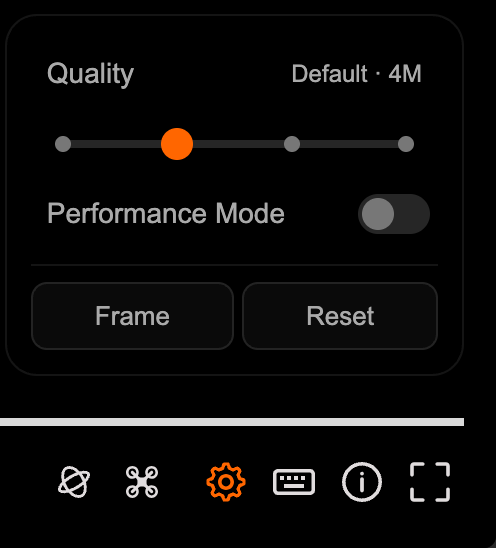 Quality
Default · 4M
Performance Mode
Frame
Reset